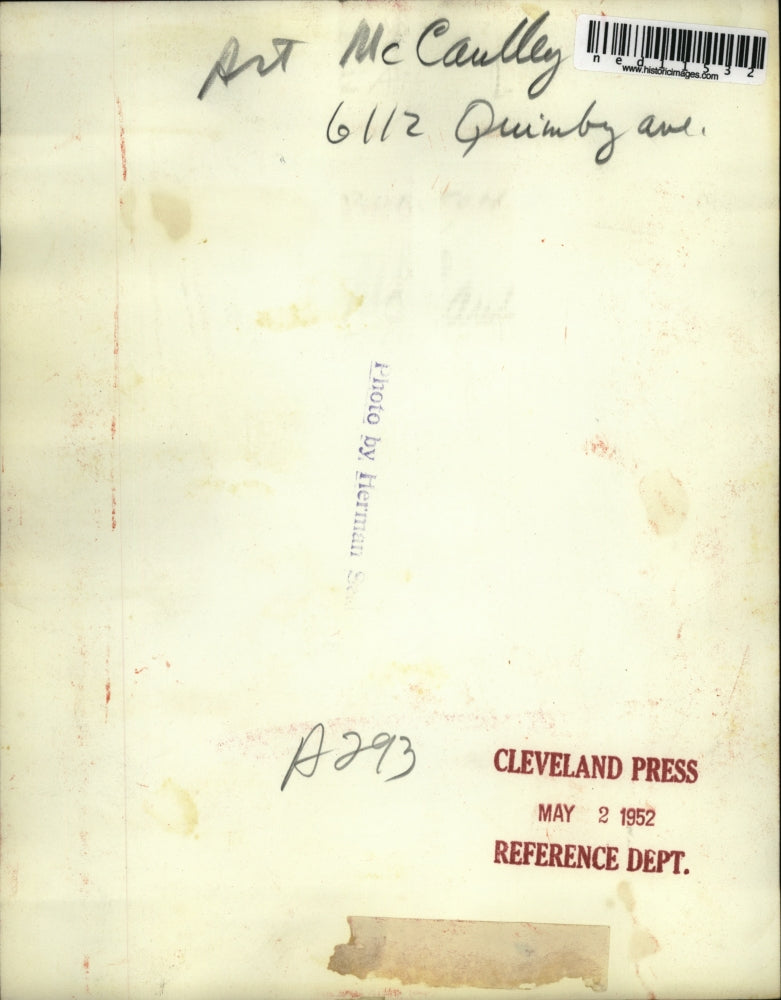 Art McCaulley
ned11532
www.historicimages.com
6112 Quimby ave.
Photo by Herman
A293
CLEVELAND PRESS
MAY 2 1952
REFERENCE DEPT.